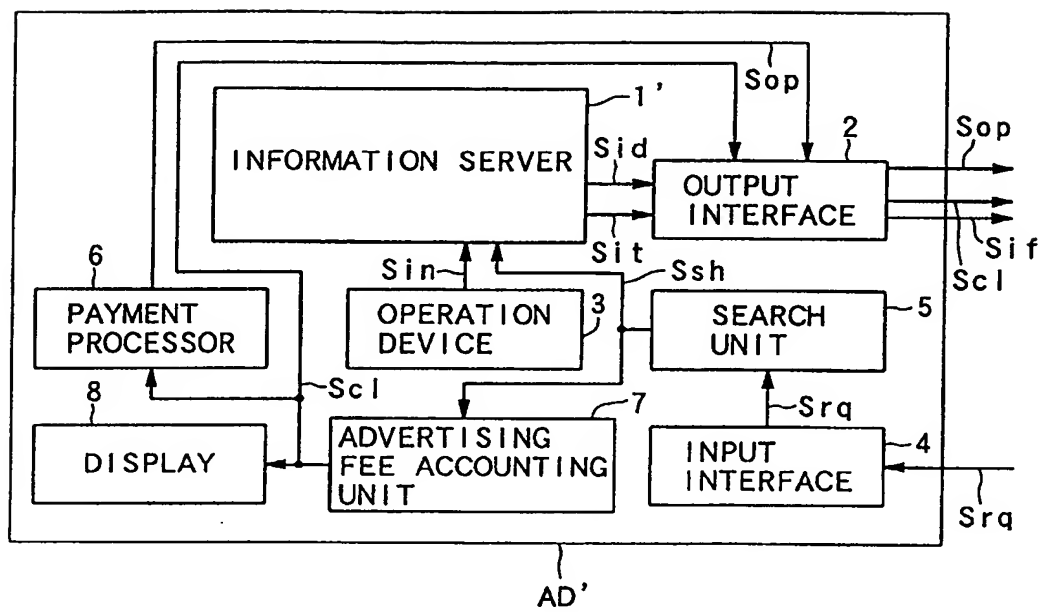 Sop
1'
INFORMATION SERVER
Sid
Sit
2
OUTPUT
INTERFACE
Sop
Sif
Scl
6
PAYMENT
PROCESSOR
Sin
OPERATION
DEVICE
3
Ssh
SEARCH
UNIT
5
Scl
8
DISPLAY
7
ADVERTISING
FEE ACCOUNTING
UNIT
Srq
4
INPUT
INTERFACE
Srq
AD'